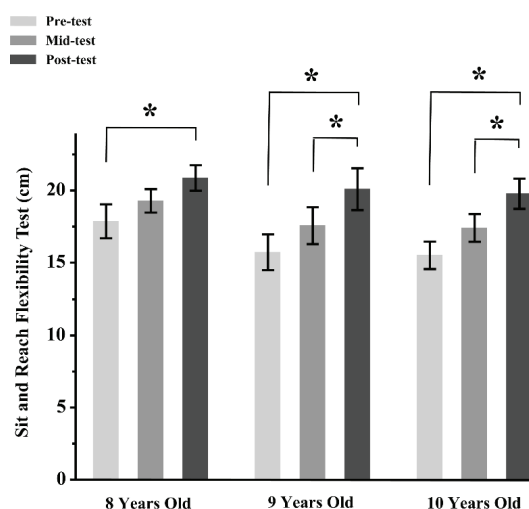 Pre-test
Mid-test
Post-test
*
*
*
*
*
Sit and Reach Flexibility Test (cm)
20
15
10
5
0
8 Years Old
9 Years Old
10 Years Old